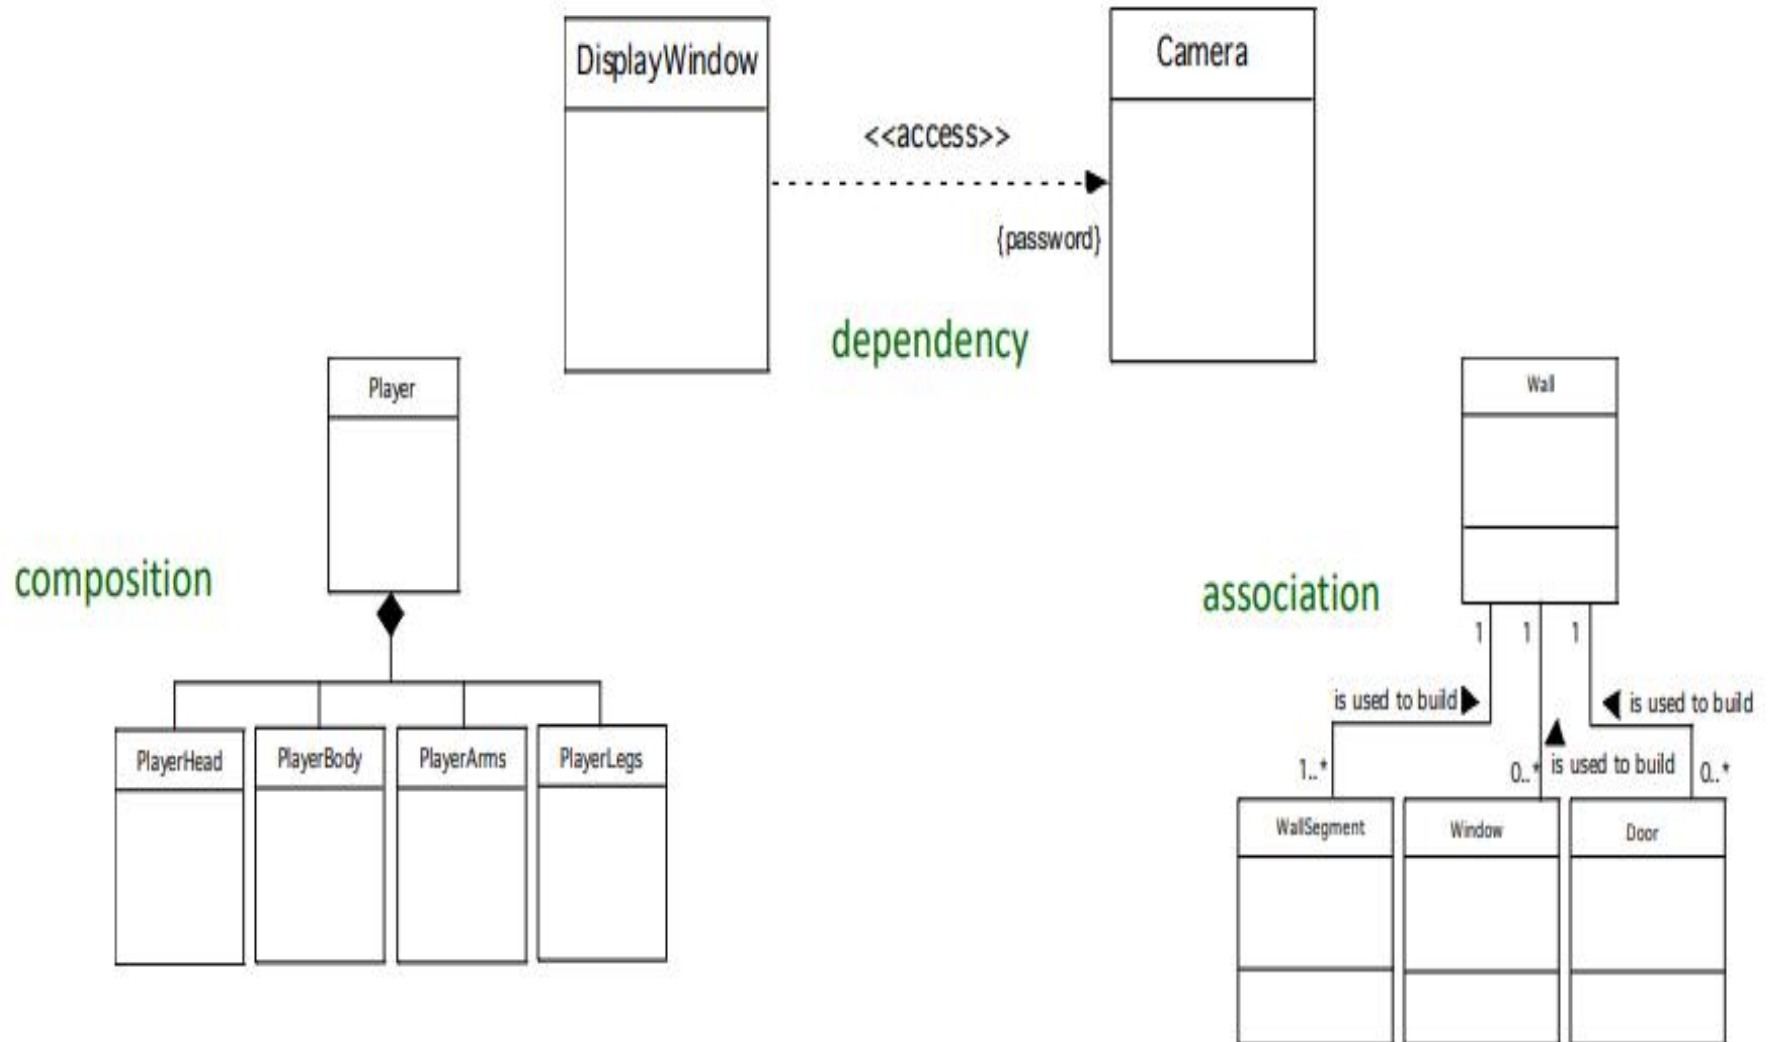 DisplayWindow
Camera
<<access>>
{password}
dependency
Player
composition
PlayerHead
PlayerBody
PlayerArms
PlayerLegs
Wall
association
1
1
1
is used to build
is used to build
is used to build
1..*
0..*
0..*
WallSegment
Window
Door